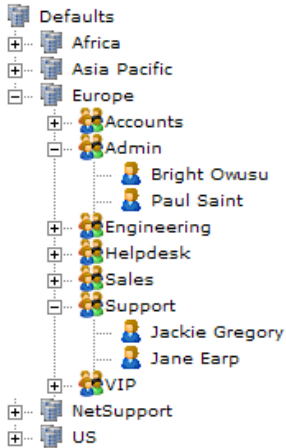 Defaults
Africa
Asia Pacific
Europe
Accounts
Admin
Bright Owusu
Paul Saint
Engineering
Helpdesk
Sales
Support
Jackie Gregory
Jane Earp
VIP
NetSupport
US